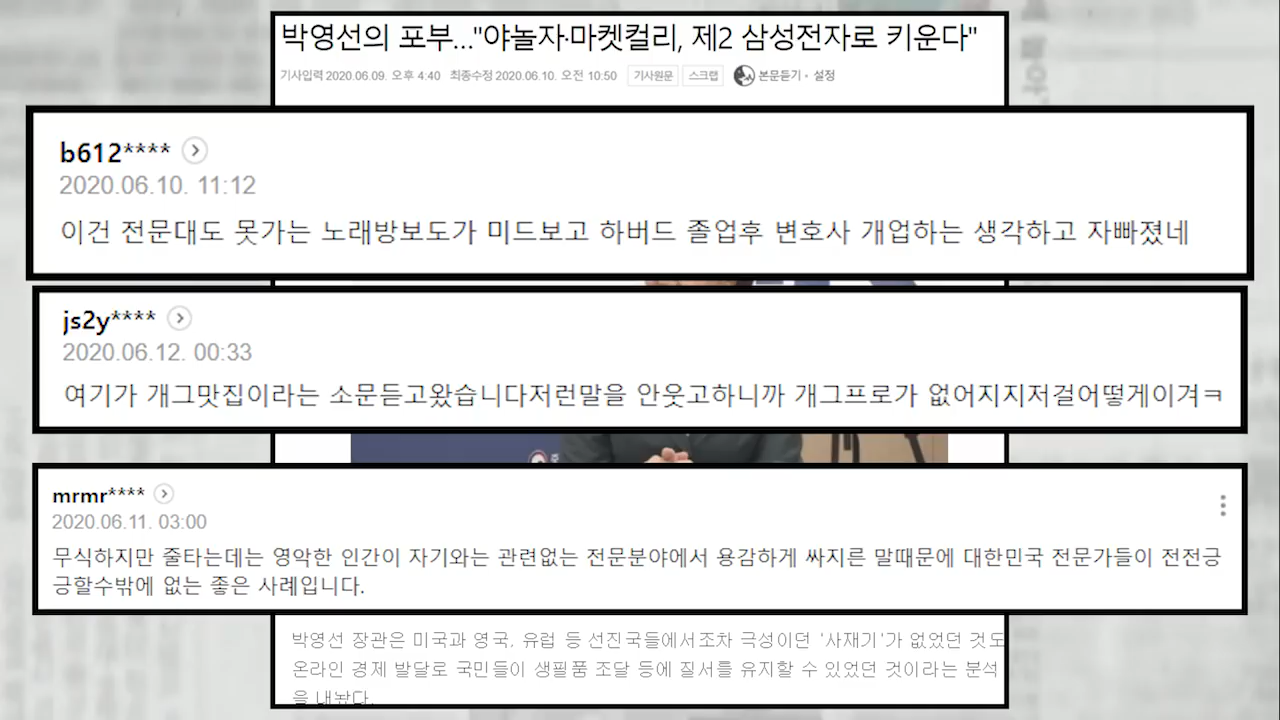 박영선의 포부..."야놀자·마켓컬리, 제2 삼성전자로 키운다"
기사입력 2020.06.09. 오후 4:40 최종수정 2020.06.10. 오전 10:50 기사원문 스크랩 본문듣기 · 설정
b612****
2020.06.10. 11:12
이건 전문대도 못가는 노래방보도가 미드보고 하버드 졸업후 변호사 개업하는 생각하고 자빠졌네
js2y****
2020.06.12. 00:33
여기가 개그맛집이라는 소문듣고왔습니다저런말을 안웃고하니까 개그프로가 없어지지저걸어떻게이겨ㅋ
mrmr****
2020.06.11. 03:00
무식하지만 줄타는데는 영악한 인간이 자기와는 관련없는 전문분야에서 용감하게 싸지른 말때문에 대한민국 전문가들이 전전긍
긍할수밖에 없는 좋은 사례입니다.
박영선 장관은 미국과 영국, 유럽 등 선진국들에서조차 극성이던 '사재기'가 없었던 것도
온라인 경제 발달로 국민들이 생필품 조달 등에 질서를 유지할 수 있었던 것이라는 분석
을 내놨다.